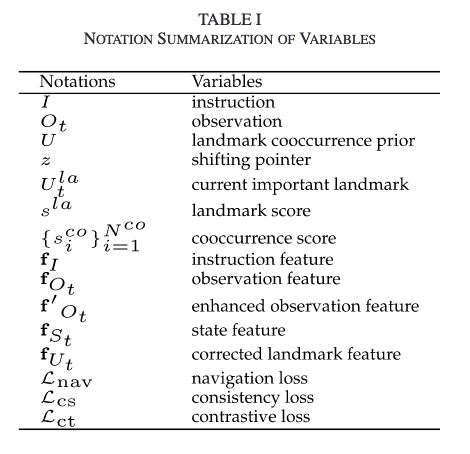 TABLE I
NOTATION SUMMARIZATION OF VARIABLES
Notations Variables
$I$ instruction
$O_t$ observation
$U$ landmark cooccurrence prior
$z$ shifting pointer
$U_t^{la}$ current important landmark
$s^{la}$ landmark score
$\{s_i^{co}\}_{i=1}^{N^{co}}$ cooccurrence score
$\mathbf{f}_I$ instruction feature
$\mathbf{f}_{O_t}$ observation feature
$\mathbf{f'}_{O_t}$ enhanced observation feature
$\mathbf{f}_{S_t}$ state feature
$\mathbf{f}_{U_t}$ corrected landmark feature
$\mathcal{L}_{\mathrm{nav}}$ navigation loss
$\mathcal{L}_{\mathrm{cs}}$ consistency loss
$\mathcal{L}_{\mathrm{ct}}$ contrastive loss